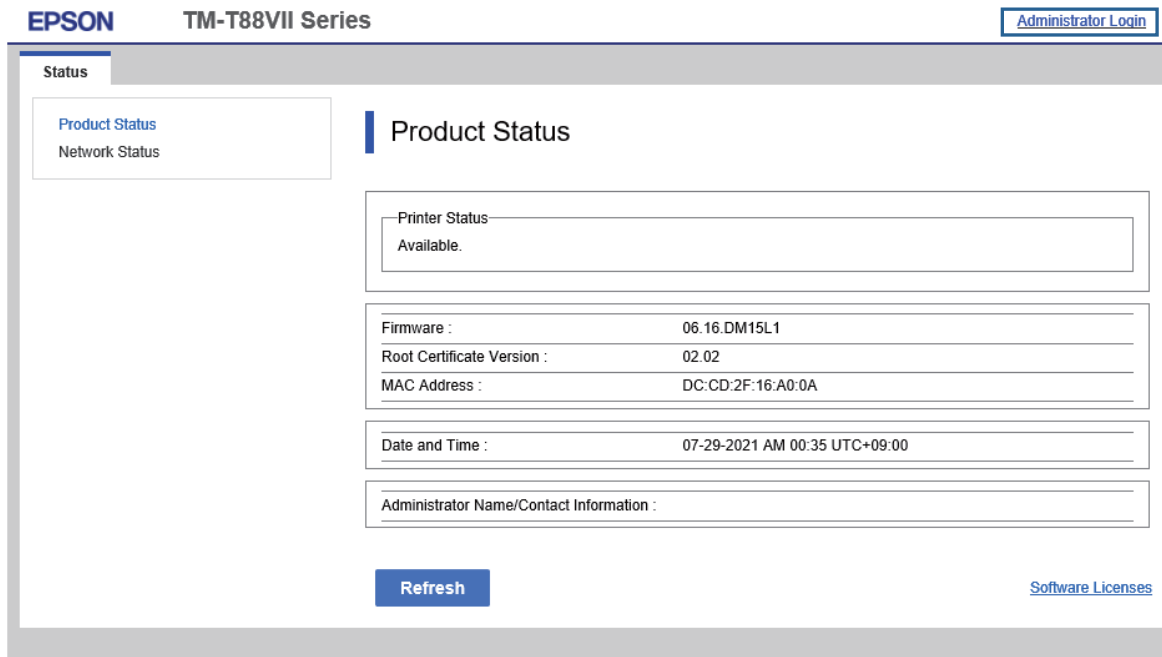 EPSON TM-T88VII Series Administrator Login
Status
Product Status
Network Status
Product Status
Printer Status
Available.
Firmware : 06.16.DM15L1
Root Certificate Version : 02.02
MAC Address : DC:CD:2F:16:A0:0A
Date and Time : 07-29-2021 AM 00:35 UTC+09:00
Administrator Name/Contact Information :
Refresh Software Licenses